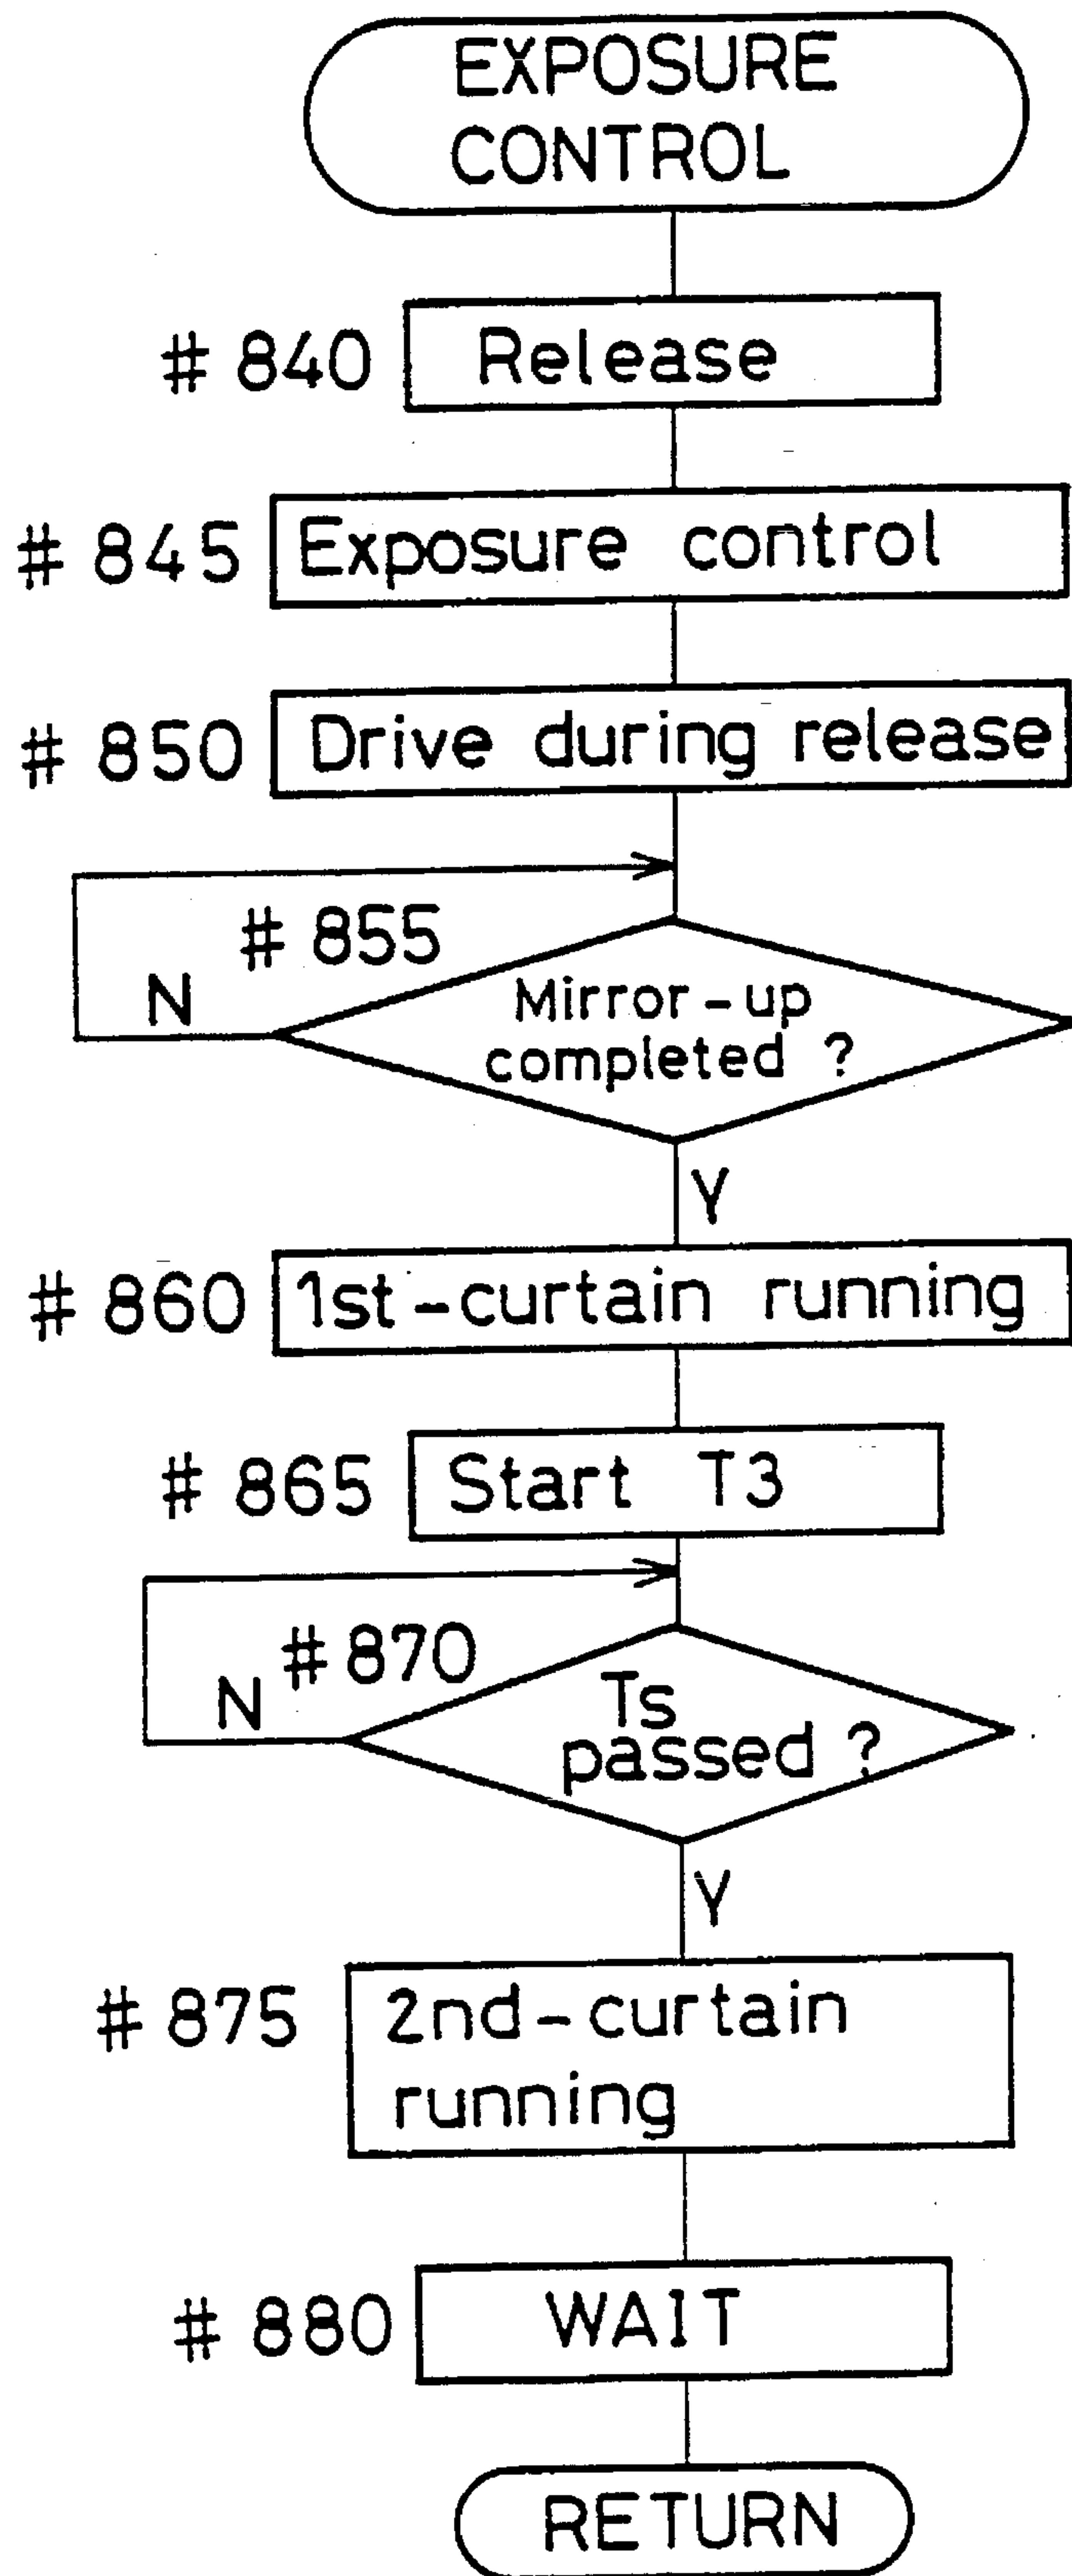 EXPOSURE
CONTROL
# 840 Release
# 845 Exposure control
# 850 Drive during release
# 855
N
Mirror-up
completed ?
Y
# 860 1st-curtain running
# 865 Start T3
# 870
N
Ts
passed ?
Y
# 875 2nd-curtain
running
# 880 WAIT
RETURN